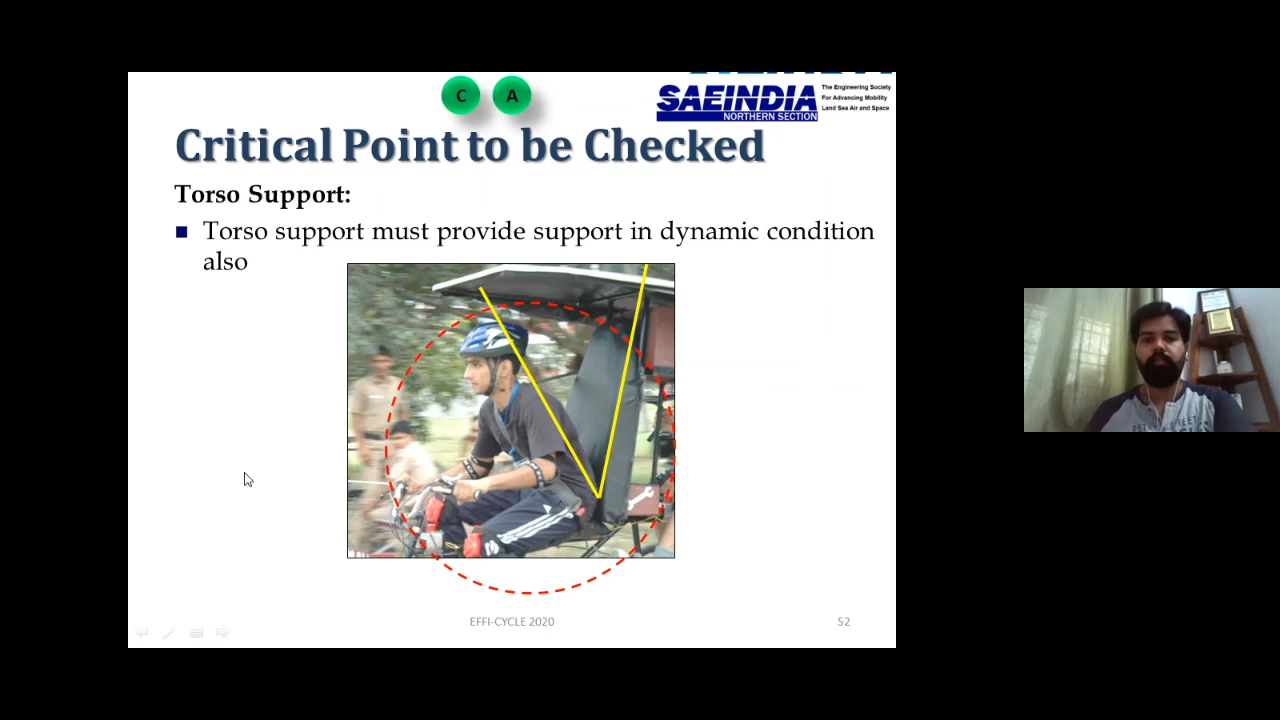 C A
SAEINDIA
NORTHERN SECTION
The Engineering Society
For Advancing Mobility
Land Sea Air and Space
Critical Point to be Checked
Torso Support:
Torso support must provide support in dynamic condition
also
EFFI-CYCLE 2020
52